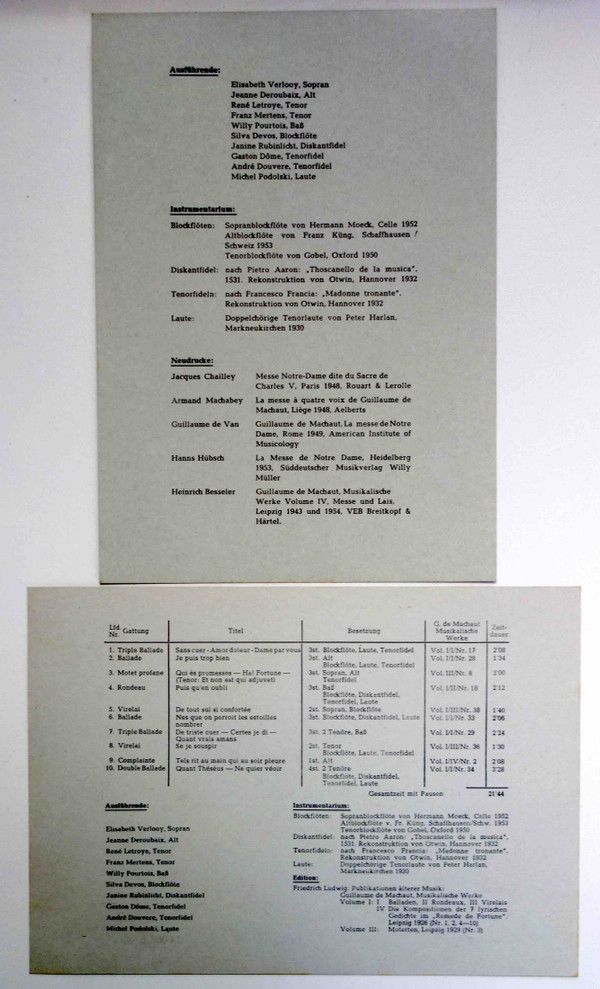 Ausführende:
Elisabeth Verlooy, Sopran
Jeanne Deroubaix, Alt
René Letroye, Tenor
Franz Mertens, Tenor
Willy Pourtois, Baß
Silva Devos, Blockflöte
Janine Rubinlicht, Diskantfidel
Gaston Dôme, Tenorfidel
André Douvere, Tenorfidel
Michel Podolski, Laute
Instrumentarium:
Blockflöten: Sopranblockflöte von Hermann Moeck, Celle 1952
Altblockflöte von Franz Küng, Schaffhausen /
Schweiz 1953
Tenorblockflöte von Gobel, Oxford 1950
Diskantfidel: nach Pietro Aaron: „Thoscanello de la musica",
1531. Rekonstruktion von Otwin, Hannover 1932
Tenorfideln: nach Francesco Francia: „Madonne tronante".
Rekonstruktion von Otwin, Hannover 1932
Laute: Doppelchörige Tenorlaute von Peter Harlan,
Markneukirchen 1930
Neudrucke:
Jacques Chailley Messe Notre-Dame dite du Sacre de
Charles V, Paris 1948, Rouart & Lerolle
Armand Machabey La messe à quatre voix de Guillaume de
Machaut, Liège 1948, Aelberts
Guillaume de Van Guillaume de Machaut, La messe de Notre
Dame, Rome 1949, American Institute of
Musicology
Hanns Hübsch La Messe de Notre Dame, Heidelberg
1953, Süddeutscher Musikverlag Willy
Müller
Heinrich Besseler Guillaume de Machaut, Musikalische
Werke Volume IV, Messe und Lais,
Leipzig 1943 und 1954, VEB Breitkopf &
Härtel.
Lfd. Nr. Gattung Titel Besetzung G. de Machaut Musikalische Werke Zeit-dauer
1. Triple Ballade Sans cuer - Amor doleur - Dame par vous 3st. Blockflöte, Laute, Tenorfidel Vol. I/I/Nr. 17 2'08
2. Ballade Je puis trop bien 3st. Alt Vol. I/I/Nr. 28 1'34
Blockflöte, Laute, Tenorfidel
3. Motet profane Qui ès promesses — Ha! Fortune — 3st. Sopran, Alt Vol. III/Nr. 8 2'00
(Tenor: Et non est qui adjuvet) Tenorfidel
4. Rondeau Puis qu'en oubli 3st. Baß Vol. I/II/Nr. 18 2'12
Blockflöte, Diskantfidel,
Tenorfidel, Laute
5. Virelai De tout sui si confortée 2st. Sopran, Blockflöte Vol. I/III/Nr. 38 1'40
6. Ballade Nes que on porroit les estoilles 3st. Blockflöte, Diskantfidel, Laute Vol. I/I/Nr. 33 2'06
nombrer
7. Triple Ballade De triste cuer — Certes je di — 3st. 2 Tenöre, Baß Vol. I/I/Nr. 29 2'24
Quant vrais amans
8. Virelai Se je souspir 2st. Tenor Vol. I/III/Nr. 36 1'30
Blockflöte, Laute, Tenorfidel
9. Complainte Tels rit au main qui au soir pleure 1st. Alt Vol. I/IV/Nr. 2 2'08
10. Double Ballade Quant Théséus — Ne quier véoir 4st. 2 Tenöre Vol. I/I/Nr. 34 2'28
Blockflöte, Diskantfidel,
Tenorfidel, Laute
Gesamtzeit mit Pausen 21'44
Ausführende:
Elisabeth Verlooy, Sopran
Jeanne Deroubaix, Alt
René Letroye, Tenor
Franz Mertens, Tenor
Willy Pourtois, Baß
Silva Devos, Blockflöte
Janine Rubinlicht, Diskantfidel
Gaston Dôme, Tenorfidel
André Douvere, Tenorfidel
Michel Podolski, Laute
Instrumentarium:
Blockflöten: Sopranblockflöte von Hermann Moeck, Celle 1952
Altblockflöte v. Fr. Küng, Schaffhausen/Schw. 1953
Tenorblockflöte von Gobel, Oxford 1950
Diskantfidel: nach Pietro Aaron: „Thoscanello de la musica",
1531. Rekonstruktion von Otwin, Hannover 1932
Tenorfideln: nach Francesco Francia: „Madonne tronante".
Rekonstruktion von Otwin, Hannover 1932
Laute: Doppelchörige Tenorlaute von Peter Harlan,
Markneukirchen 1930
Edition:
Friedrich Ludwig: Publikationen älterer Musik:
Guillaume de Machaut, Musikalische Werke
Volume I: I Balladen, II Rondeaux, III Virelais
IV Die Kompositionen der 7 lyrischen
Gedichte im „Remede de Fortune".
Leipzig 1926 (Nr. 1, 2, 4—10)
Volume III: Motetten, Leipzig 1929 (Nr. 3)